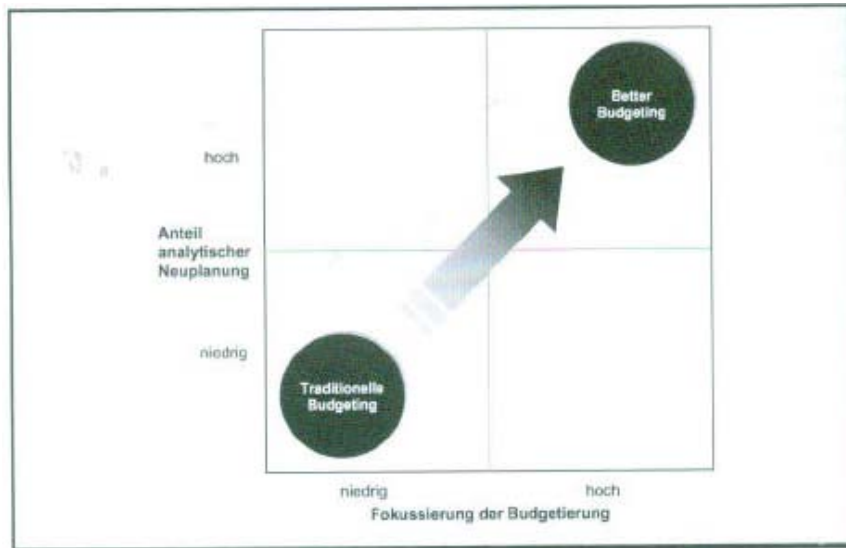 Better
Budgeting
hoch
Anteil
analytischer
Neuplanung
niedrig
Traditionelle
Budgeting
niedrig
hoch
Fokussierung der Budgetierung